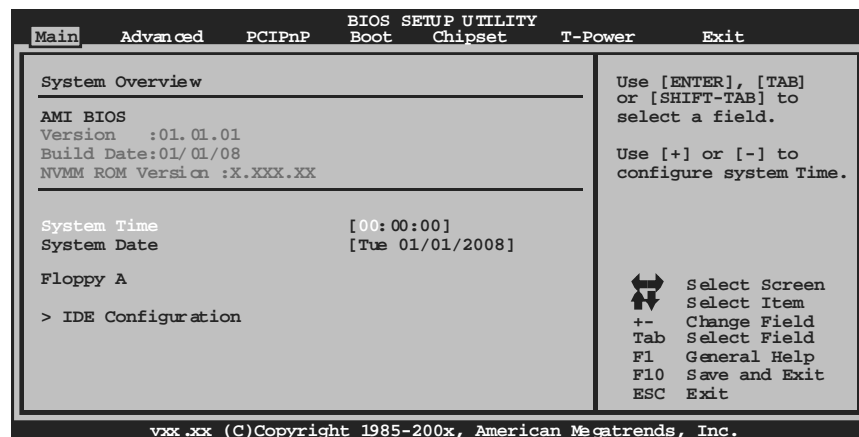 BIOS SETUP UTILITY
Main Advanced PCIPnP Boot Chipset T-Power Exit
System Overview
AMI BIOS
Version :01.01.01
Build Date:01/01/08
NVMM ROM Version :X.XXX.XX
System Time [00:00:00]
System Date [Tue 01/01/2008]
Floppy A
> IDE Configuration
Use [ENTER], [TAB]
or [SHIFT-TAB] to
select a field.
Use [+] or [-] to
configure system Time.
Select Screen
Select Item
+- Change Field
Tab Select Field
F1 General Help
F10 Save and Exit
ESC Exit
vxx.xx (C)Copyright 1985-200x, American Megatrends, Inc.